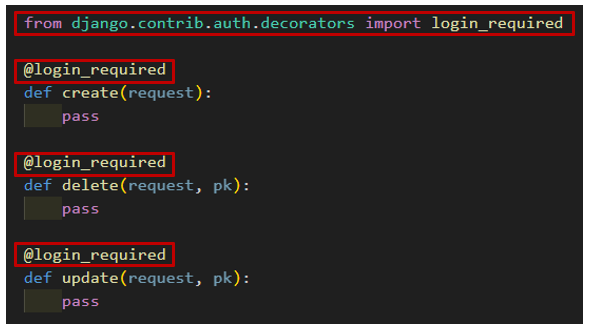 from django.contrib.auth.decorators import login_required
@login_required
def create(request):
    pass
@login_required
def delete(request, pk):
    pass
@login_required
def update(request, pk):
    pass